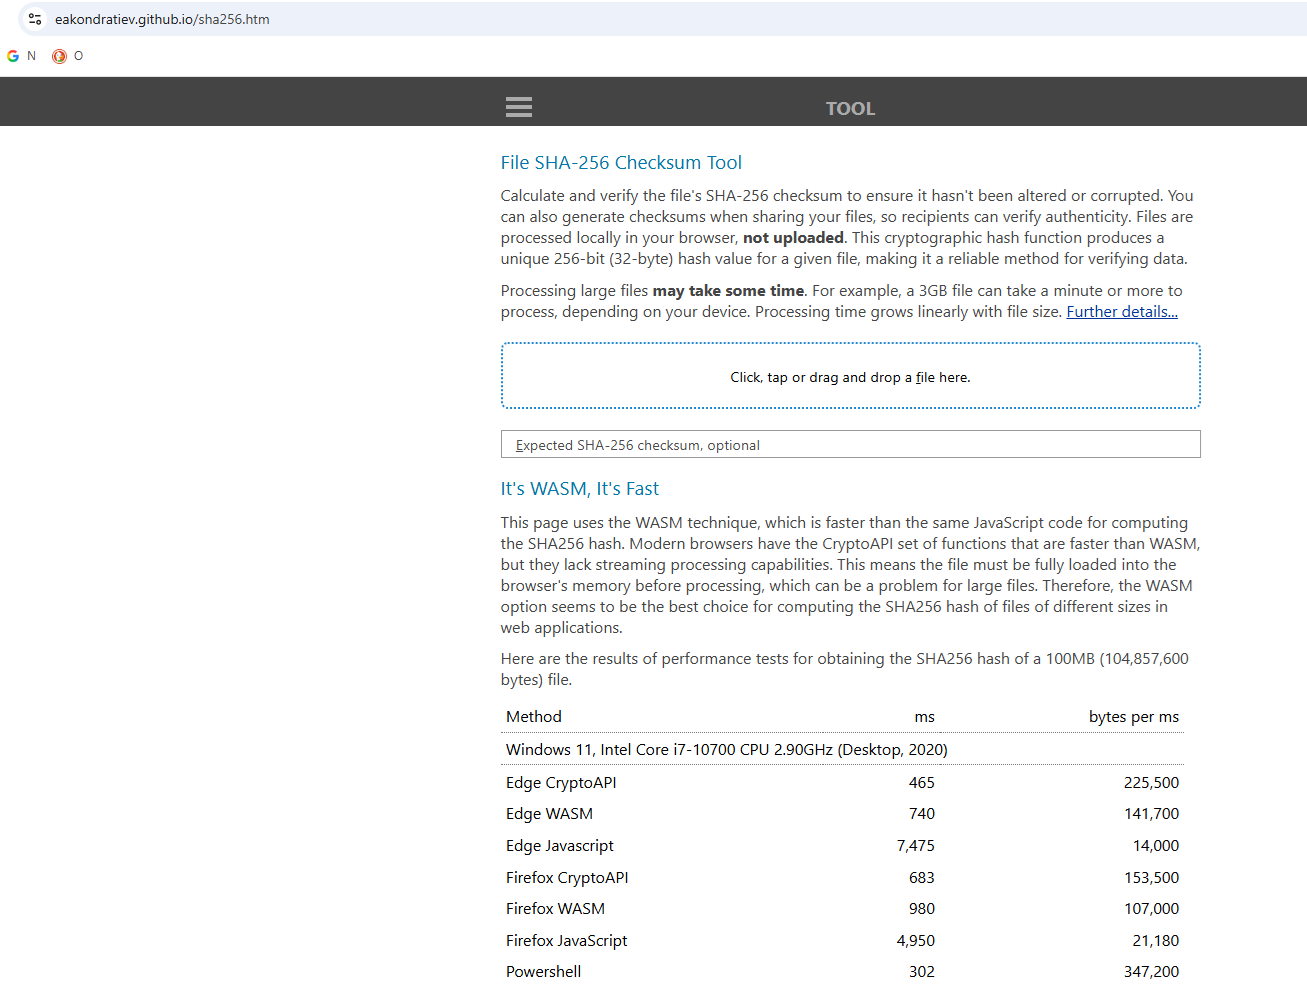 eakondratiev.github.io/sha256.htm
N O
TOOL
File SHA-256 Checksum Tool
Calculate and verify the file's SHA-256 checksum to ensure it hasn't been altered or corrupted. You
can also generate checksums when sharing your files, so recipients can verify authenticity. Files are
processed locally in your browser, not uploaded. This cryptographic hash function produces a
unique 256-bit (32-byte) hash value for a given file, making it a reliable method for verifying data.
Processing large files may take some time. For example, a 3GB file can take a minute or more to
process, depending on your device. Processing time grows linearly with file size. Further details...
Click, tap or drag and drop a file here.
Expected SHA-256 checksum, optional
It's WASM, It's Fast
This page uses the WASM technique, which is faster than the same JavaScript code for computing
the SHA256 hash. Modern browsers have the CryptoAPI set of functions that are faster than WASM,
but they lack streaming processing capabilities. This means the file must be fully loaded into the
browser's memory before processing, which can be a problem for large files. Therefore, the WASM
option seems to be the best choice for computing the SHA256 hash of files of different sizes in
web applications.
Here are the results of performance tests for obtaining the SHA256 hash of a 100MB (104,857,600
bytes) file.
Method ms bytes per ms
Windows 11, Intel Core i7-10700 CPU 2.90GHz (Desktop, 2020)
Edge CryptoAPI 465 225,500
Edge WASM 740 141,700
Edge Javascript 7,475 14,000
Firefox CryptoAPI 683 153,500
Firefox WASM 980 107,000
Firefox JavaScript 4,950 21,180
Powershell 302 347,200